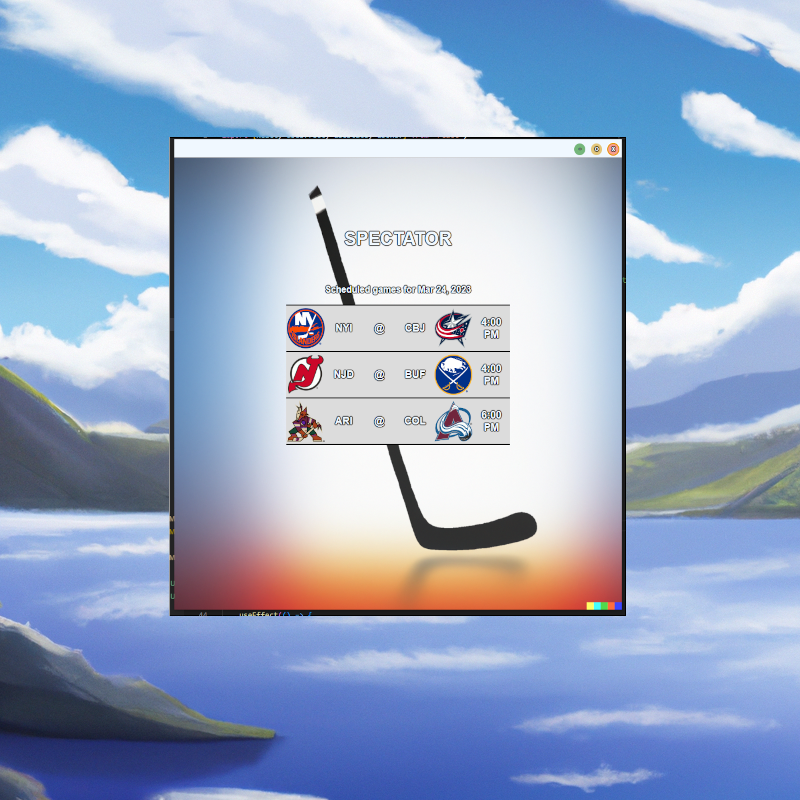 SPECTATOR
Scheduled games for Mar 24, 2023
NYI @ CBJ 4:00
PM
NJD @ BUF 4:00
PM
ARI @ COL 6:00
PM
44 useEffect(() => {